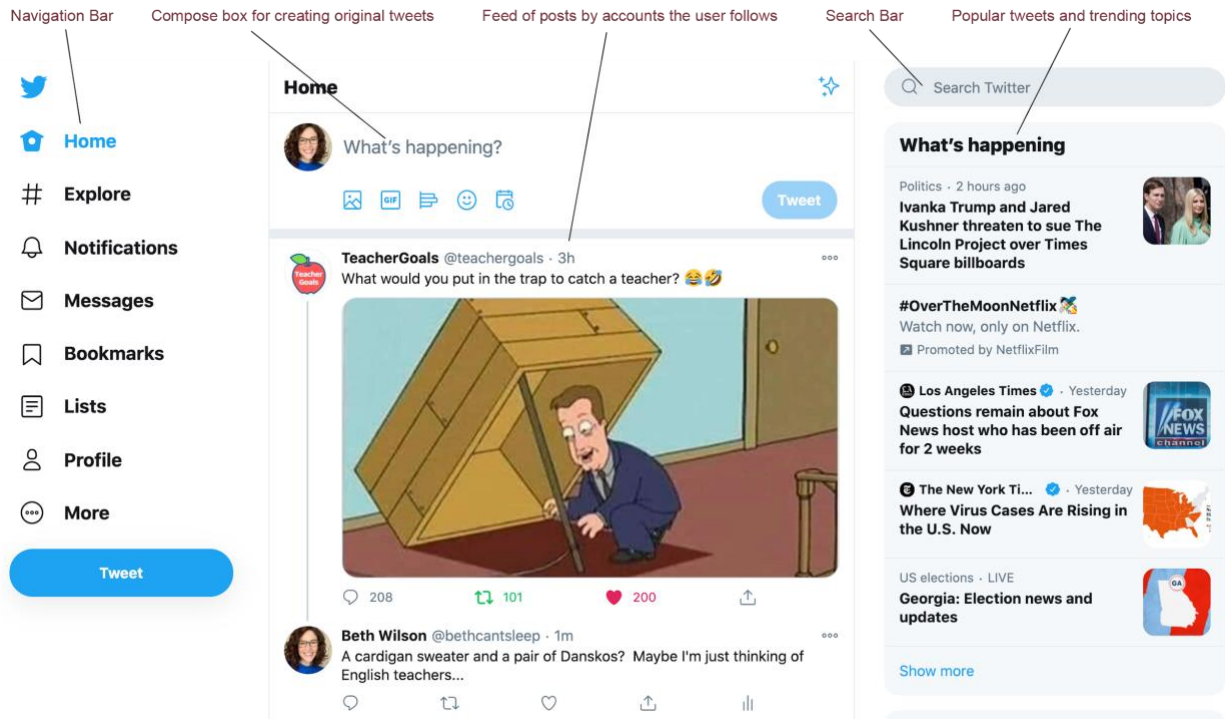 Navigation Bar
Compose box for creating original tweets
Feed of posts by accounts the user follows
Search Bar
Popular tweets and trending topics
Home
Explore
Notifications
Messages
Bookmarks
Lists
Profile
More
Tweet
Home
What's happening?
GIF
Tweet
TeacherGoals @teachergoals · 3h
Teacher
Goals
What would you put in the trap to catch a teacher? 😂🤣
208
101
200
Beth Wilson @bethcantsleep · 1m
A cardigan sweater and a pair of Danskos? Maybe I'm just thinking of
English teachers...
Search Twitter
What's happening
Politics · 2 hours ago
Ivanka Trump and Jared
Kushner threaten to sue The
Lincoln Project over Times
Square billboards
#OverTheMoonNetflix
Watch now, only on Netflix.
Promoted by NetflixFilm
Los Angeles Times · Yesterday
Questions remain about Fox
News host who has been off air
for 2 weeks
FOX
NEWS
channel
The New York Ti... · Yesterday
Where Virus Cases Are Rising in
the U.S. Now
US elections · LIVE
Georgia: Election news and
updates
GA
Show more